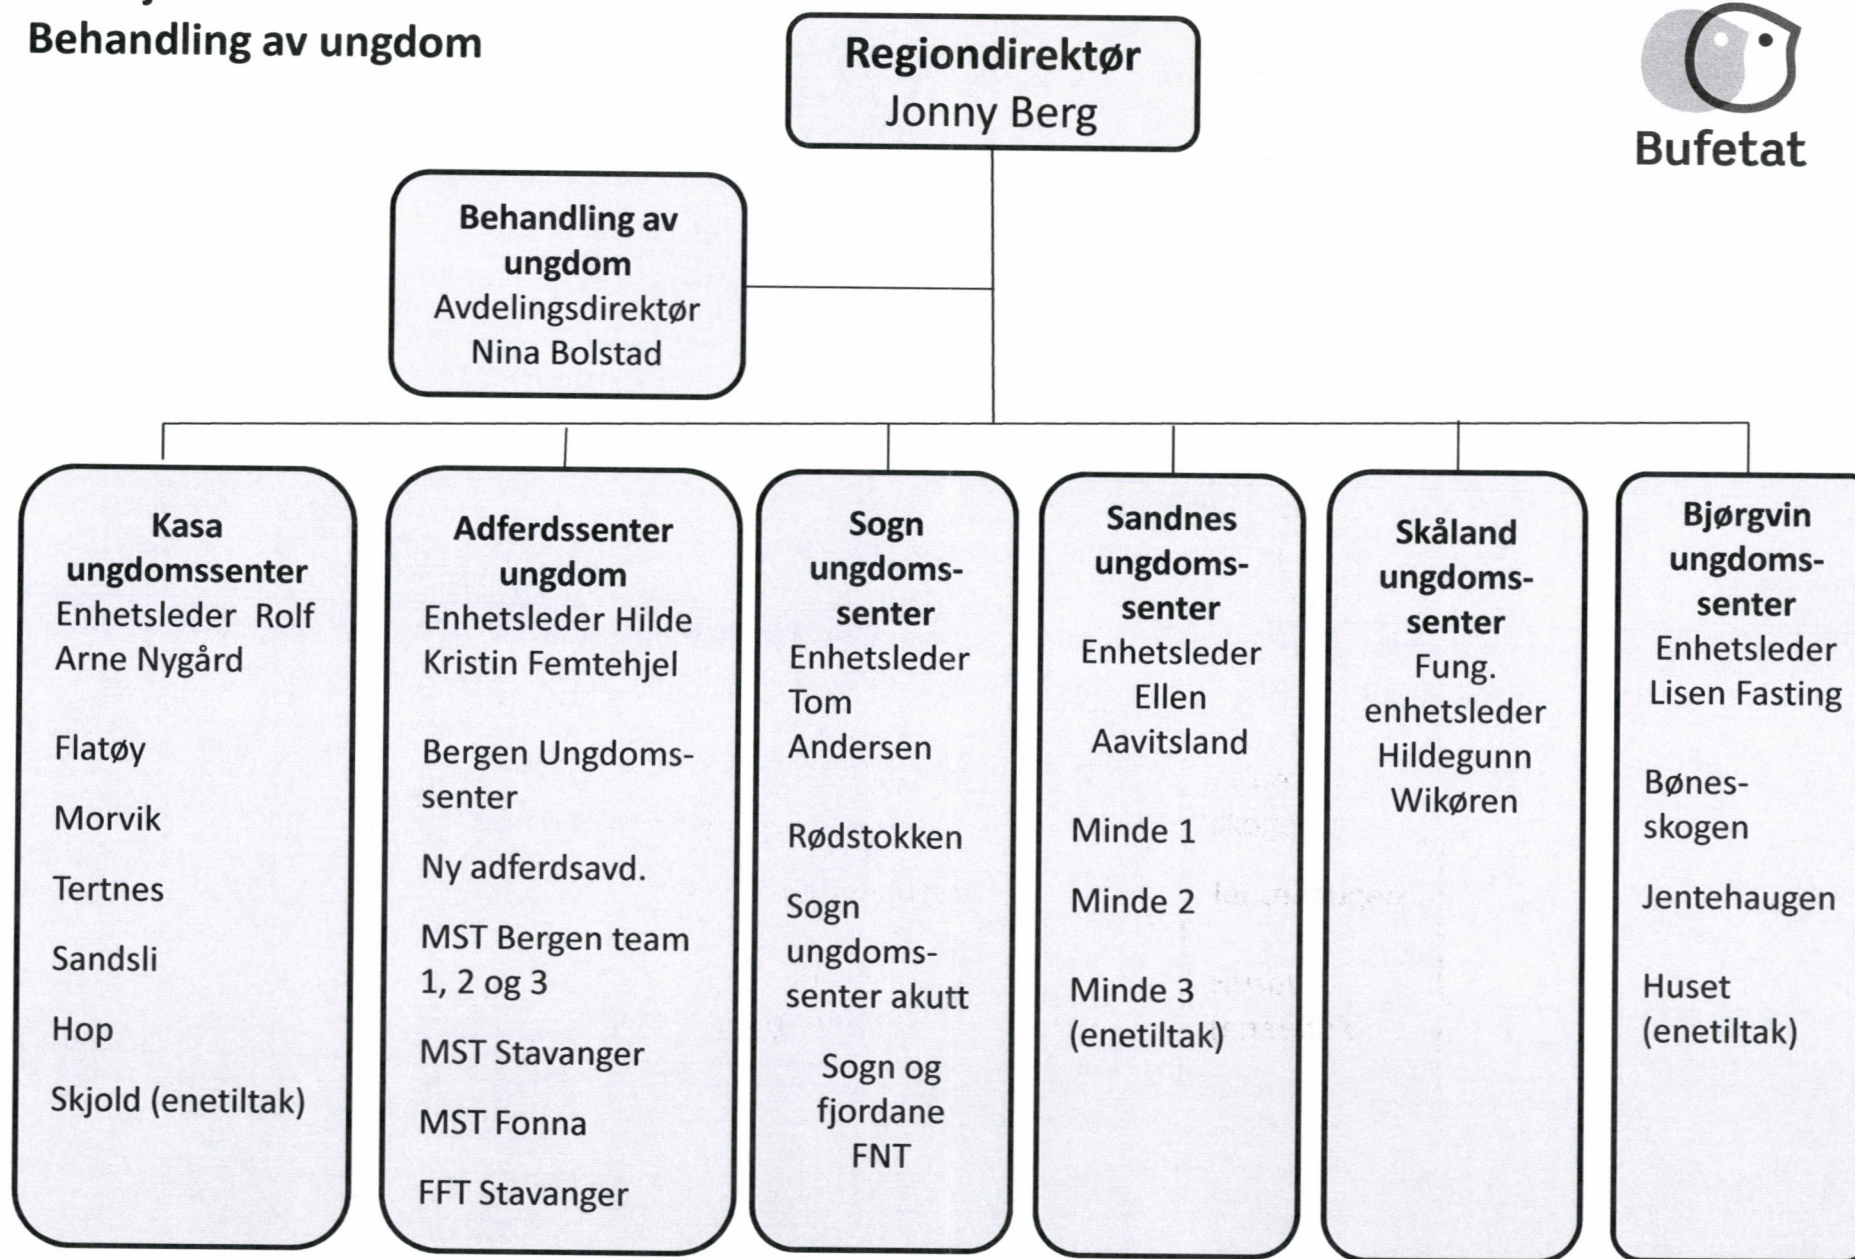 Behandling av ungdom
Regiondirektør
Jonny Berg
Bufetat
Behandling av
ungdom
Avdelingsdirektør
Nina Bolstad
Kasa
ungdomssenter
Enhetsleder Rolf
Arne Nygård
Flatøy
Morvik
Tertnes
Sandsli
Hop
Skjold (enetiltak)
Adferdssenter
ungdom
Enhetsleder Hilde
Kristin Femtehjel
Bergen Ungdoms-
senter
Ny adferdsavd.
MST Bergen team
1, 2 og 3
MST Stavanger
MST Fonna
FFT Stavanger
Sogn
ungdoms-
senter
Enhetsleder
Tom
Andersen
Rødstokken
Sogn
ungdoms-
senter akutt
Sogn og
fjordane
FNT
Sandnes
ungdoms-
senter
Enhetsleder
Ellen
Aavitsland
Minde 1
Minde 2
Minde 3
(enetiltak)
Skåland
ungdoms-
senter
Fung.
enhetsleder
Hildegunn
Wikøren
Bjørgvin
ungdoms-
senter
Enhetsleder
Lisen Fasting
Bønes-
skogen
Jentehaugen
Huset
(enetiltak)